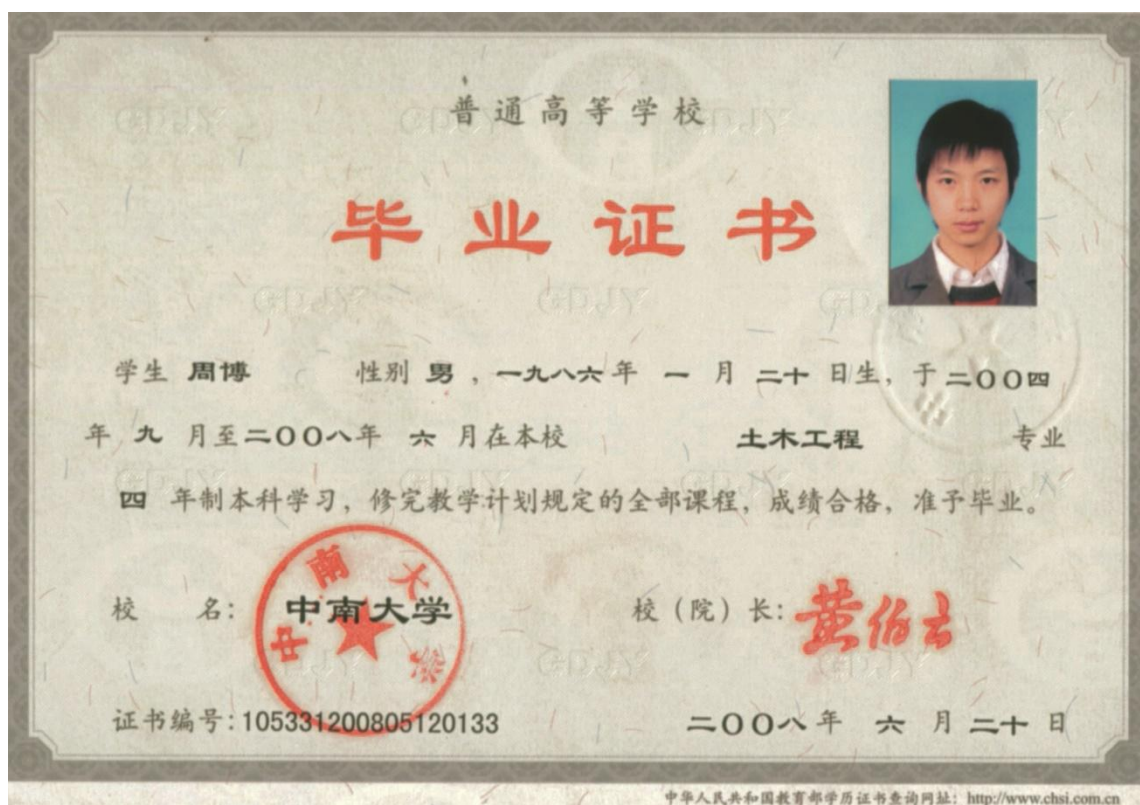 普通高等学校
毕业证书
学生 周博 性别 男，一九八六年 一 月 二十 日生，于二〇〇四
年 九 月至二〇〇八年 六 月在本校 土木工程 专业
四 年制本科学习，修完教学计划规定的全部课程，成绩合格，准予毕业。
中南大学
校 名：中南大学 校（院）长：黄伯云
证书编号：105331200805120133 二〇〇八年 六 月二十日
中华人民共和国教育部学历证书查询网址：http://www.chsi.com.cn